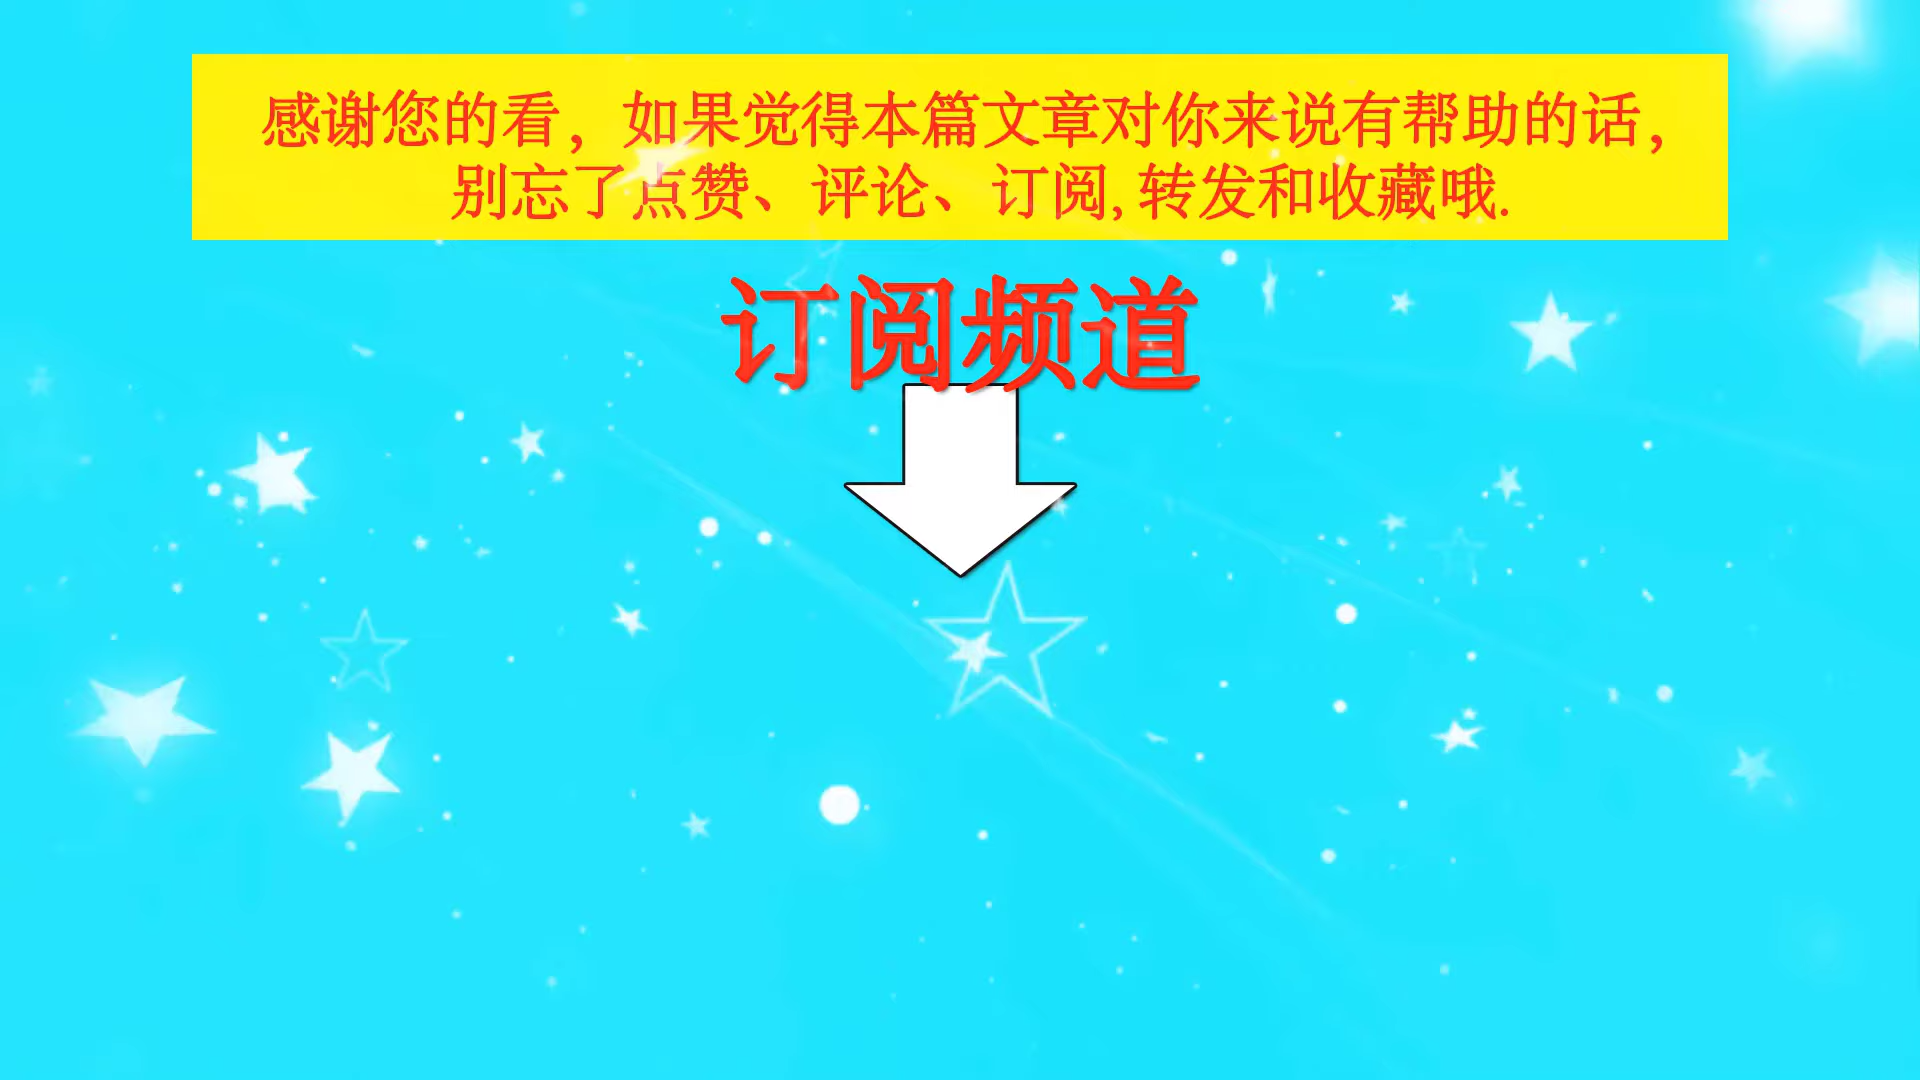 感谢您的看，如果觉得本篇文章对你来说有帮助的话，
别忘了点赞、评论、订阅,转发和收藏哦.
订阅频道